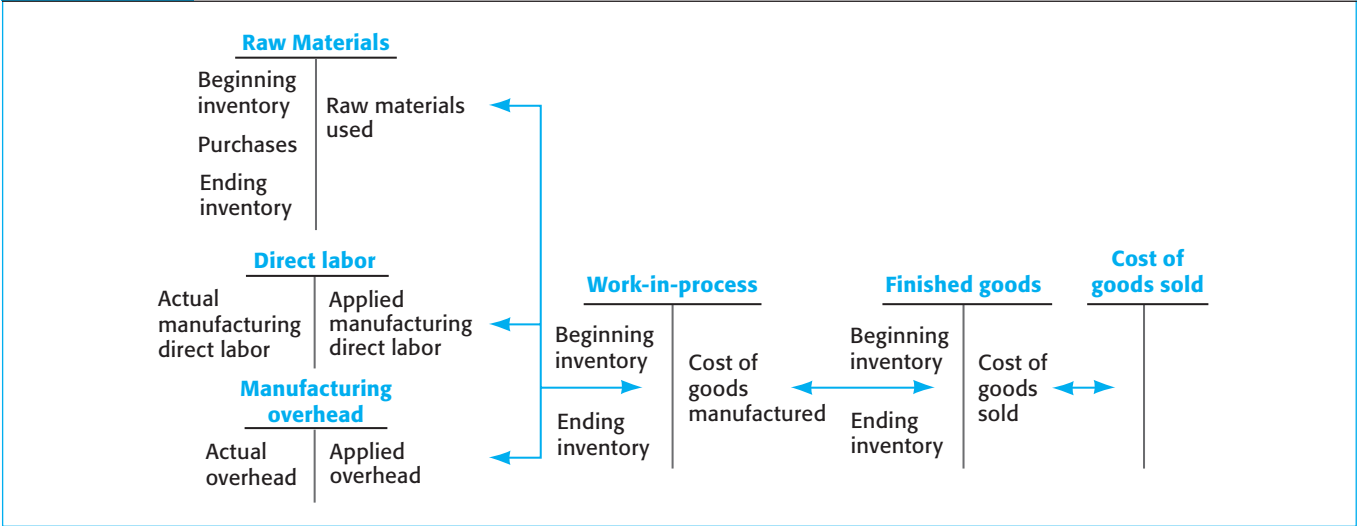 Raw Materials
Beginning
inventory
Purchases
Ending
inventory
Raw materials
used
Direct labor
Actual
manufacturing
direct labor
Applied
manufacturing
direct labor
Manufacturing
overhead
Actual
overhead
Applied
overhead
Work-in-process
Beginning
inventory
Ending
inventory
Cost of
goods
manufactured
Finished goods
Beginning
inventory
Ending
inventory
Cost of
goods
sold
Cost of
goods sold